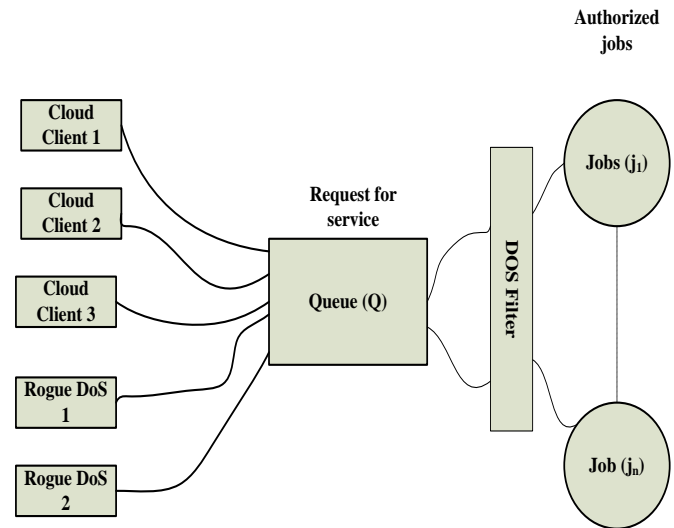 Authorized
jobs
Cloud
Client 1
Cloud
Client 2
Cloud
Client 3
Rogue DoS
1
Rogue DoS
2
Request for
service
Queue (Q)
DOS Filter
Jobs (j₁)
Job (jₙ)